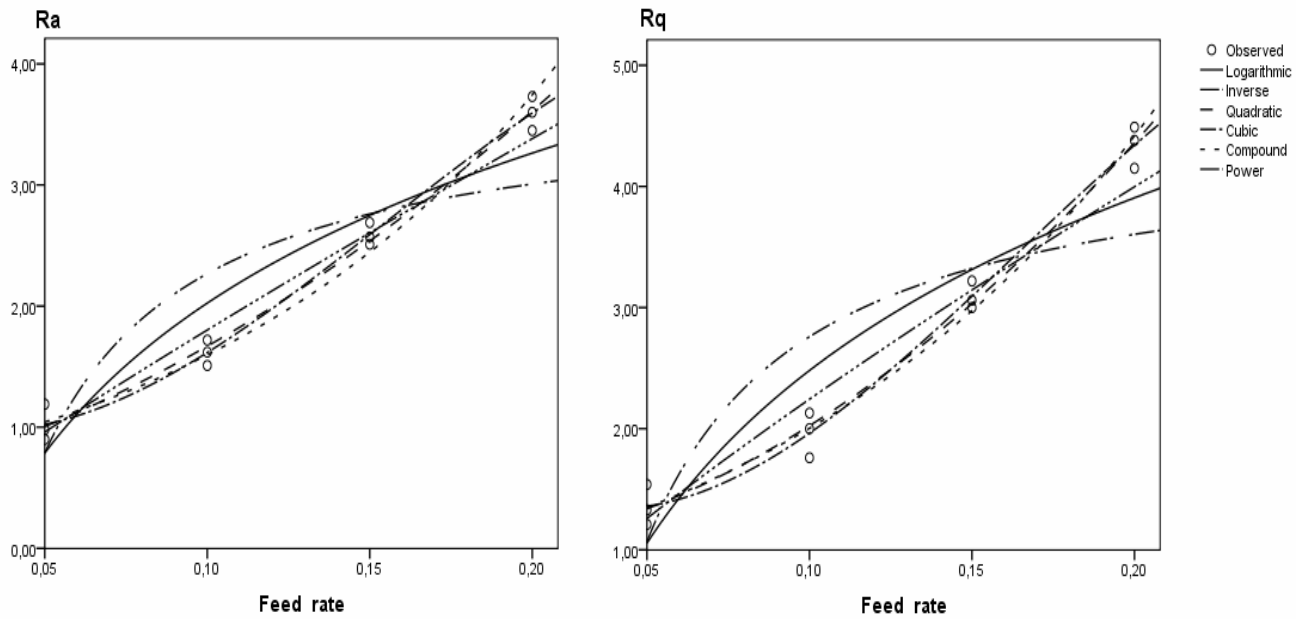 Ra
4,00
3,00
2,00
1,00
0,00
0,05
0,10
0,15
0,20
Feed rate
Rq
5,00
4,00
3,00
2,00
1,00
0,05
0,10
0,15
0,20
Feed rate
Observed
Logarithmic
Inverse
Quadratic
Cubic
Compound
Power